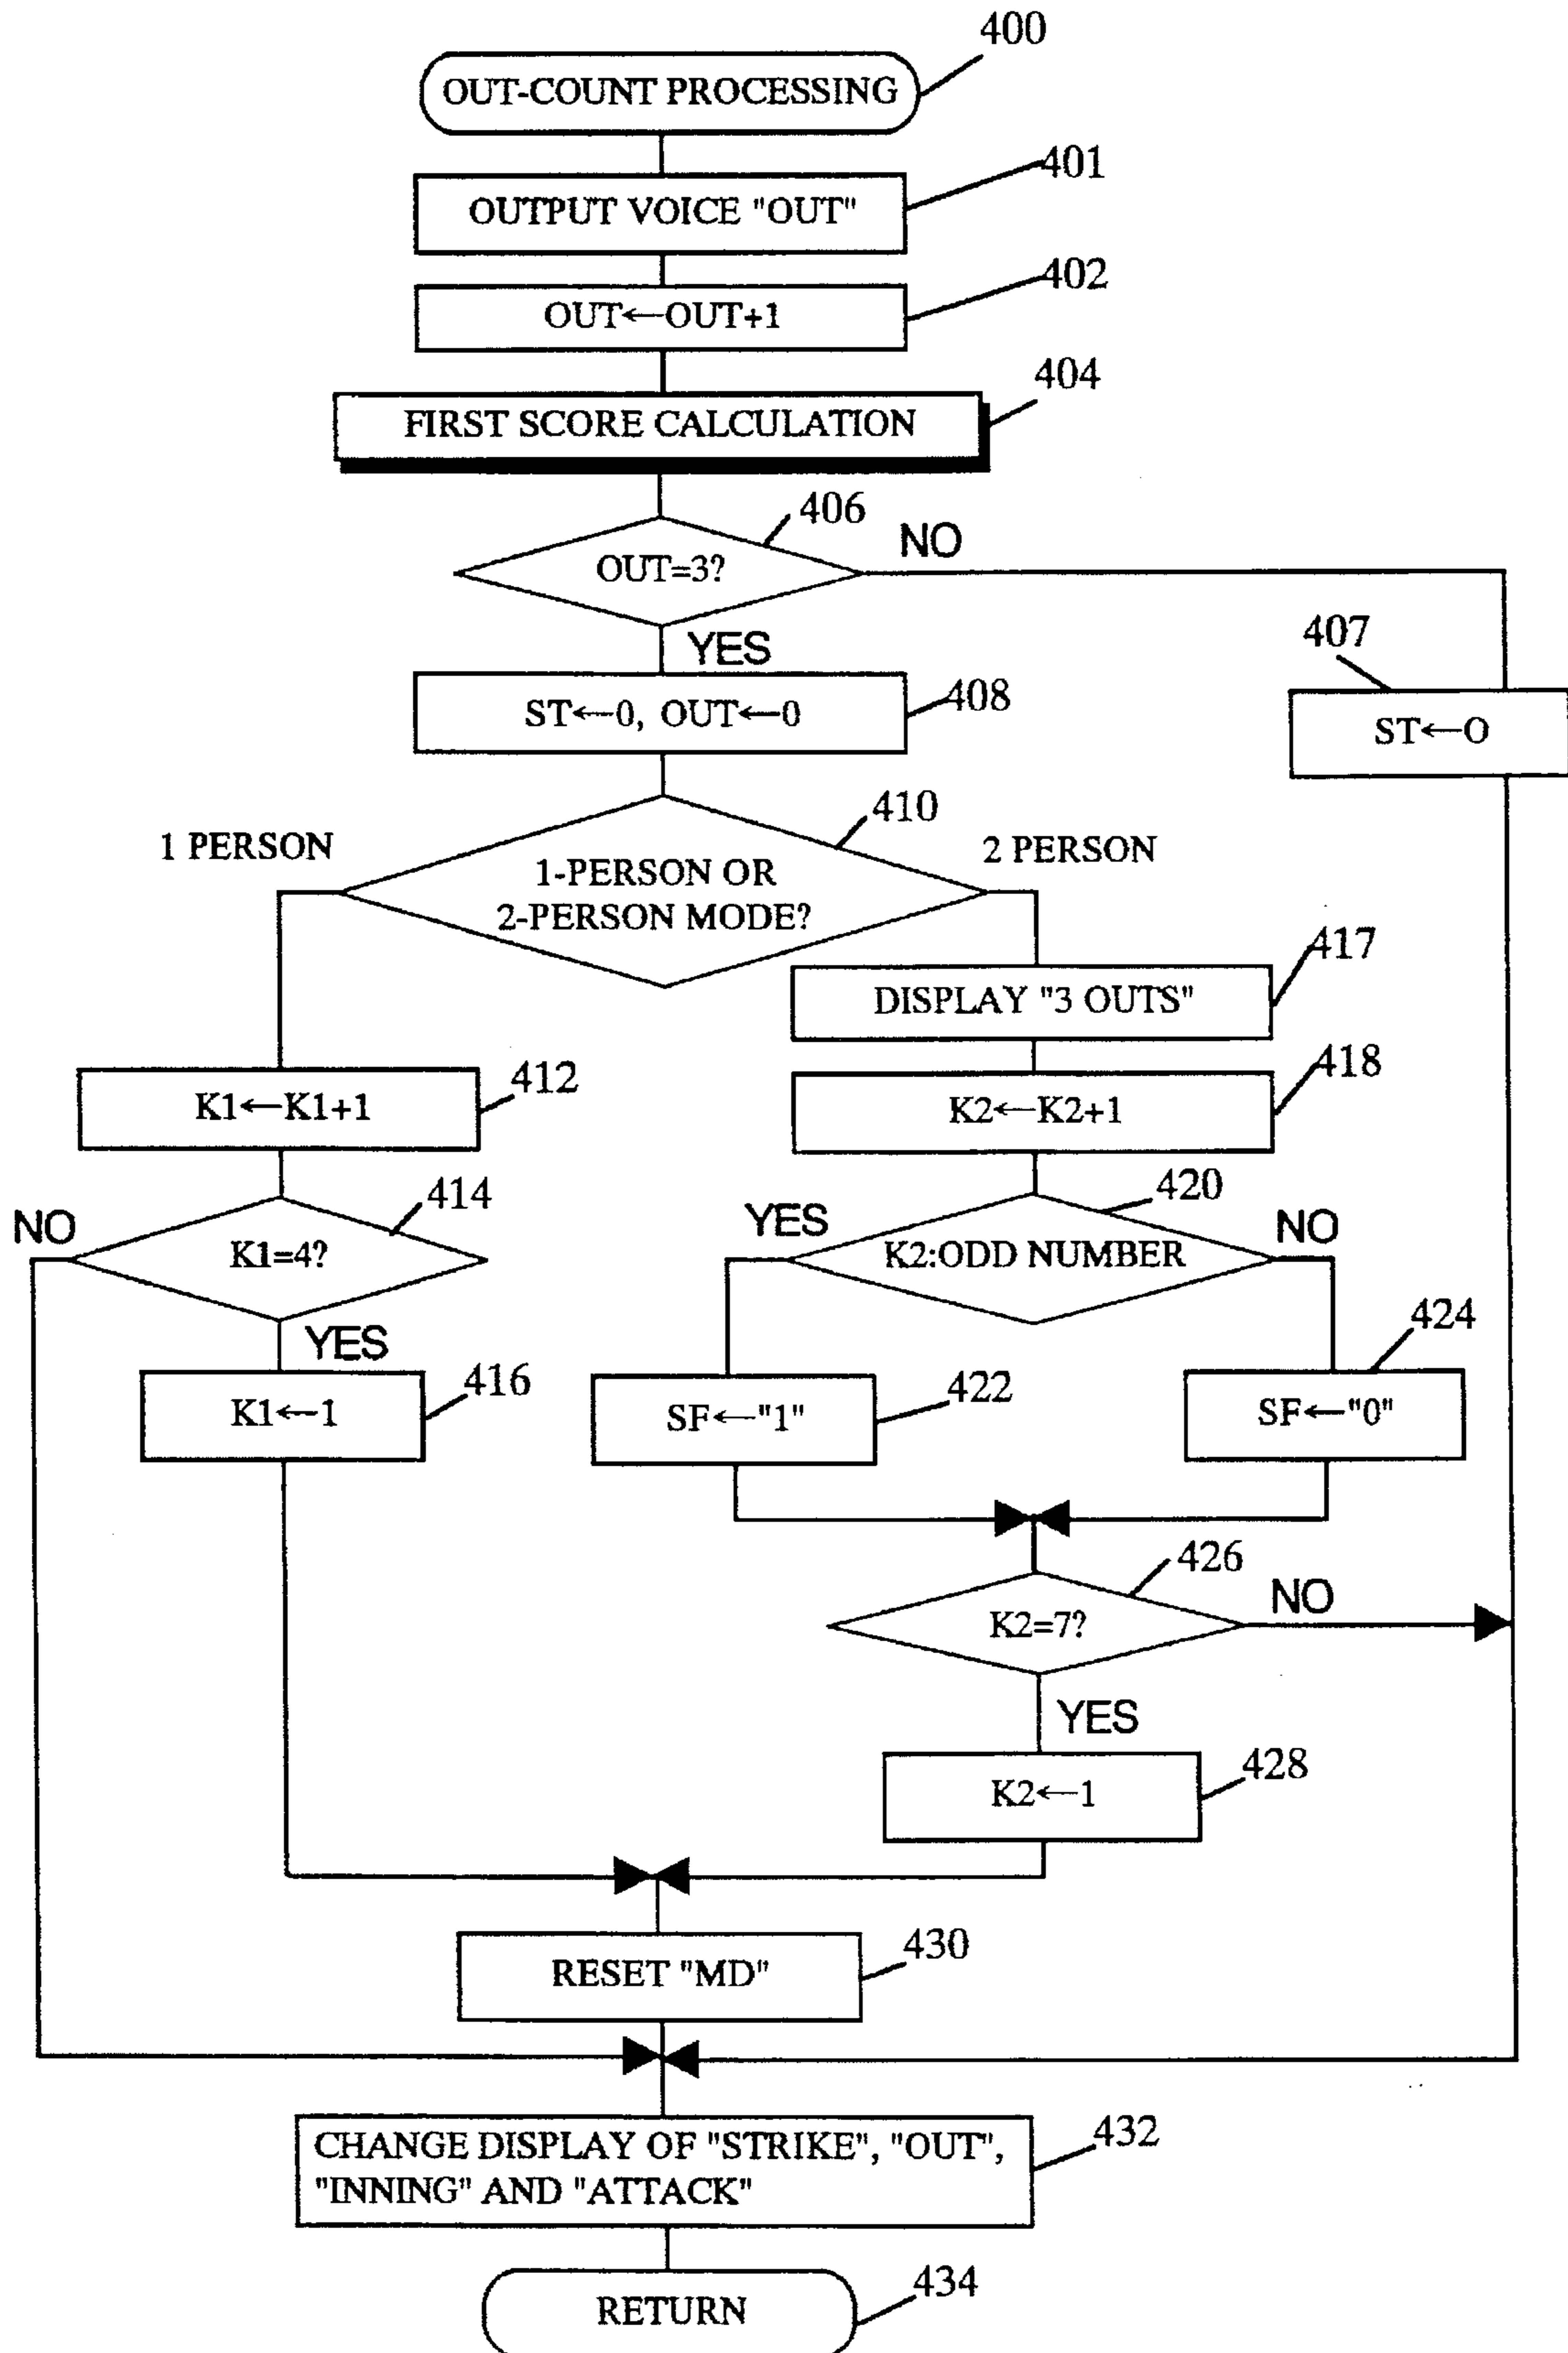 400
OUT-COUNT PROCESSING
401
OUTPUT VOICE "OUT"
402
OUT←OUT+1
404
FIRST SCORE CALCULATION
406
NO
OUT=3?
YES
407
408
ST←0, OUT←0
ST←O
410
1 PERSON
2 PERSON
1-PERSON OR
2-PERSON MODE?
417
DISPLAY "3 OUTS"
412
K1←K1+1
418
K2←K2+1
414
NO
K1=4?
YES
420
YES
NO
K2:ODD NUMBER
416
K1←1
422
SF←"1"
424
SF←"0"
426
NO
K2=7?
YES
428
K2←1
430
RESET "MD"
432
CHANGE DISPLAY OF "STRIKE", "OUT",
"INNING" AND "ATTACK"
434
RETURN